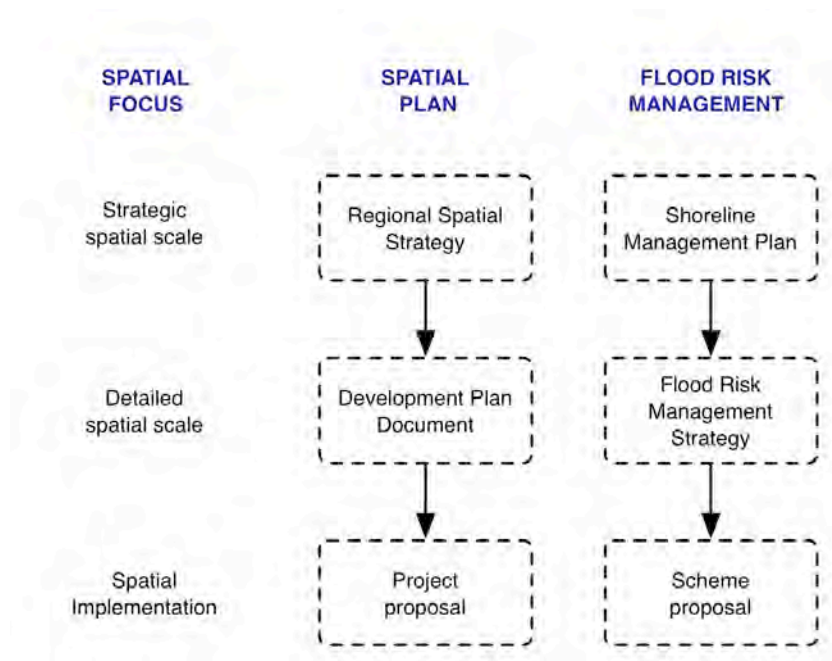 SPATIAL
FOCUS
SPATIAL
PLAN
FLOOD RISK
MANAGEMENT
Strategic
spatial scale
Regional Spatial
Strategy
Shoreline
Management Plan
Detailed
spatial scale
Development Plan
Document
Flood Risk
Management
Strategy
Spatial
Implementation
Project
proposal
Scheme
proposal